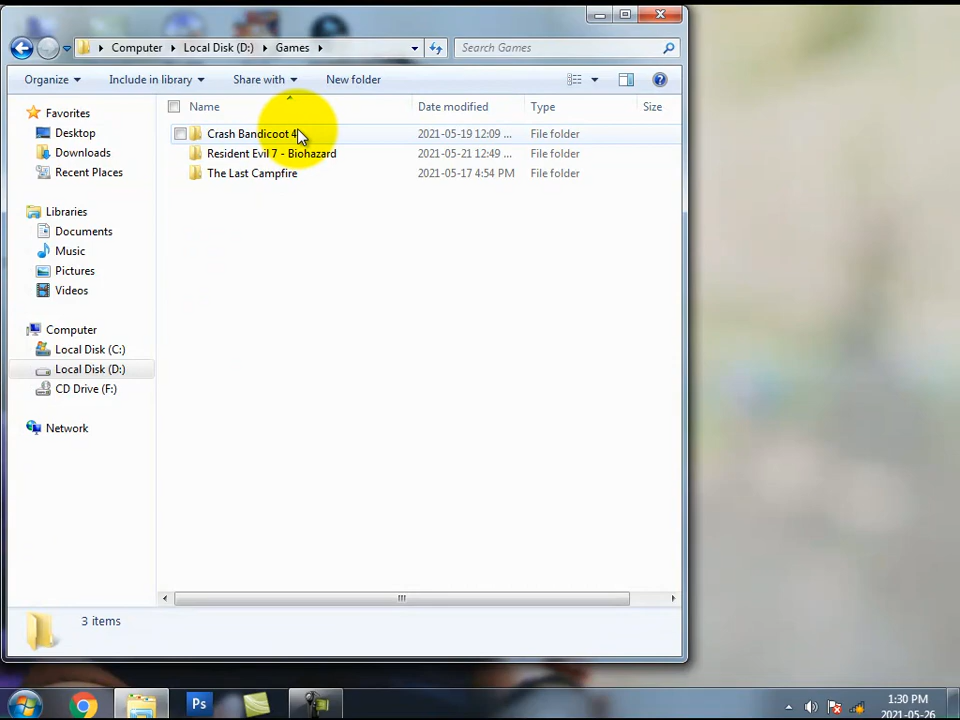 Computer Local Disk (D:) Games Search Games
Organize Include in library Share with New folder
Name Date modified Type Size
Crash Bandicoot 4 2021-05-19 12:09 ... File folder
Resident Evil 7 - Biohazard 2021-05-21 12:49 ... File folder
The Last Campfire 2021-05-17 4:54 PM File folder
Favorites
Desktop
Downloads
Recent Places
Libraries
Documents
Music
Pictures
Videos
Computer
Local Disk (C:)
Local Disk (D:)
CD Drive (F:)
Network
3 items
Ps
1:30 PM
2021-05-26